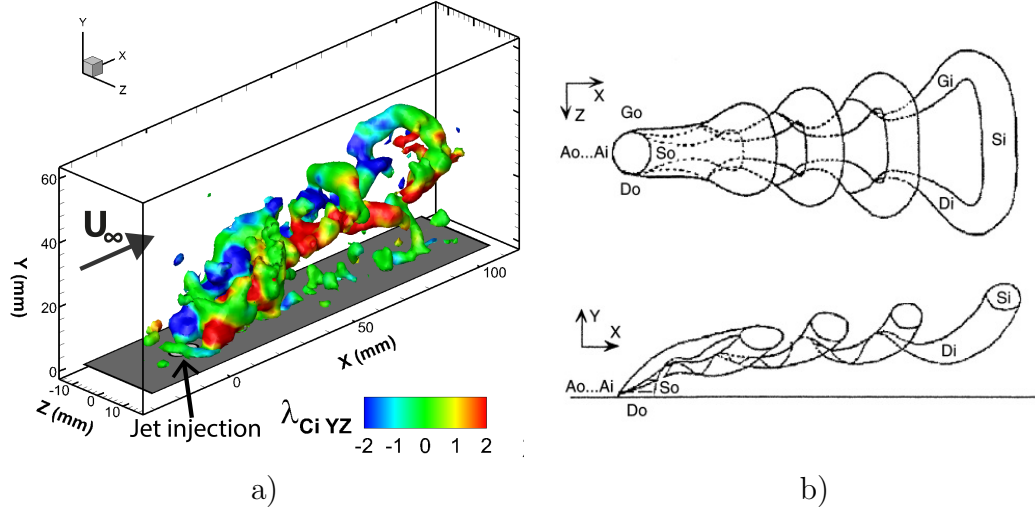 Y
X
Z
U∞
60
40
20
0
Y (mm)
-10
0
10
Z (mm)
0
50
100
X (mm)
Jet injection
λCi YZ
-2 -1 0 1 2
a)
X
Z
Go
Ao...Ai
So
Do
Gi
Si
Di
Y
X
Si
Di
Ao...Ai
So
Do
b)